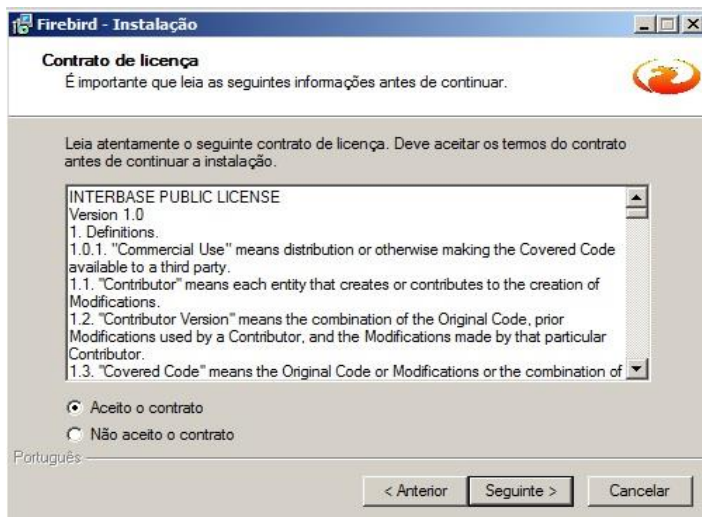 Firebird - Instalação
Contrato de licença
É importante que leia as seguintes informações antes de continuar.
Leia atentamente o seguinte contrato de licença. Deve aceitar os termos do contrato
antes de continuar a instalação.
INTERBASE PUBLIC LICENSE
Version 1.0
1. Definitions.
1.0.1. "Commercial Use" means distribution or otherwise making the Covered Code
available to a third party.
1.1. "Contributor" means each entity that creates or contributes to the creation of
Modifications.
1.2. "Contributor Version" means the combination of the Original Code, prior
Modifications used by a Contributor, and the Modifications made by that particular
Contributor.
1.3. "Covered Code" means the Original Code or Modifications or the combination of
Aceito o contrato
Não aceito o contrato
Português
< Anterior
Seguinte >
Cancelar